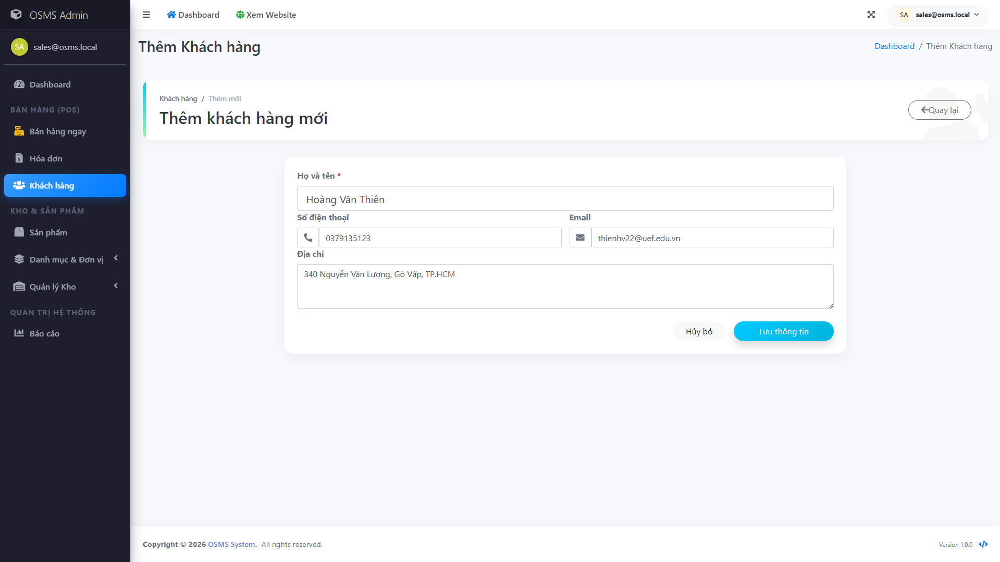 OSMS Admin
Dashboard
Xem Website
SA
sales@osms.local
SA
sales@osms.local
Thêm Khách hàng
Dashboard / Thêm Khách hàng
Dashboard
BÁN HÀNG (POS)
Bán hàng ngay
Hóa đơn
Khách hàng
KHO & SẢN PHẨM
Sản phẩm
Danh mục & Đơn vị
Quản lý Kho
QUẢN TRỊ HỆ THỐNG
Báo cáo
Khách hàng / Thêm mới
Thêm khách hàng mới
Quay lại
Họ và tên *
Hoàng Văn Thiên
Số điện thoại
Email
0379135123
thienhv22@uef.edu.vn
Địa chỉ
340 Nguyễn Văn Lượng, Gò Vấp, TP.HCM
Hủy bỏ
Lưu thông tin
Copyright © 2026 OSMS System. All rights reserved.
Version 1.0.0